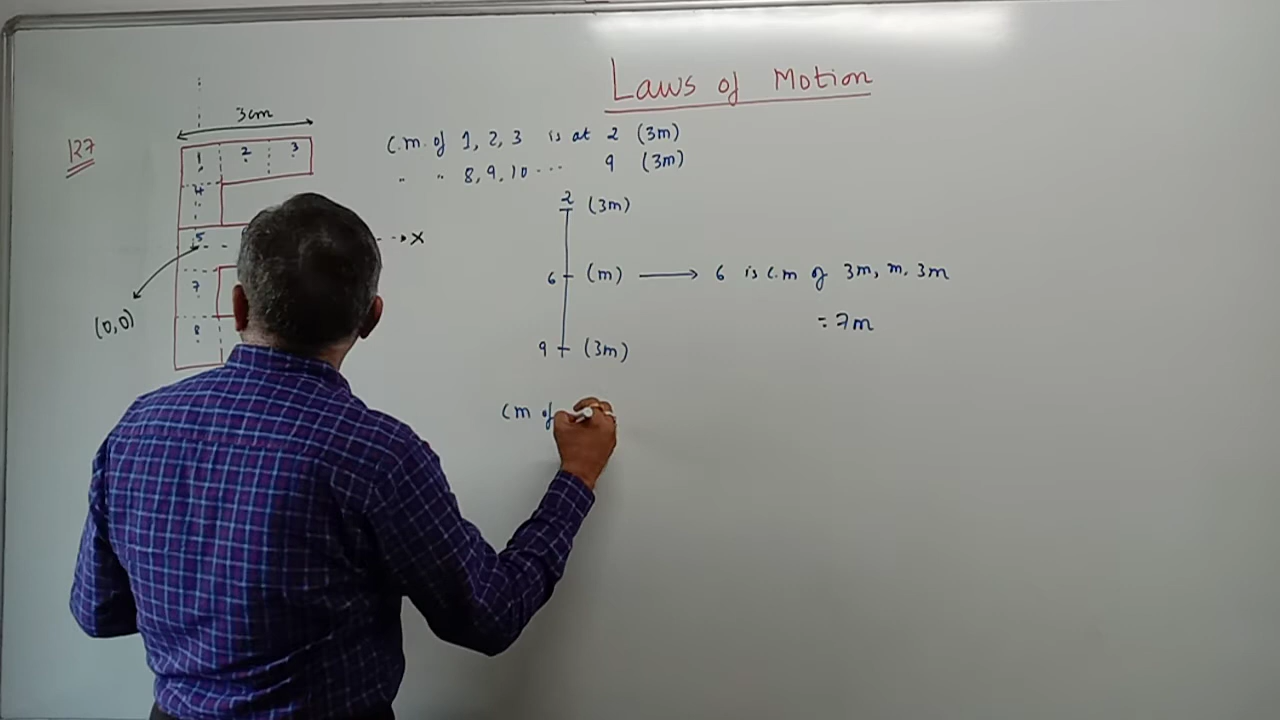 Laws of Motion
127
3cm
1 2 3
4
5
7
8
(0,0)
x
C.m. of 1, 2, 3 is at 2 (3m)
" " 8, 9, 10 ... 9 (3m)
2 (3m)
6 (m) → 6 is C.m of 3m, m, 3m
= 7m
9 (3m)
Cm of